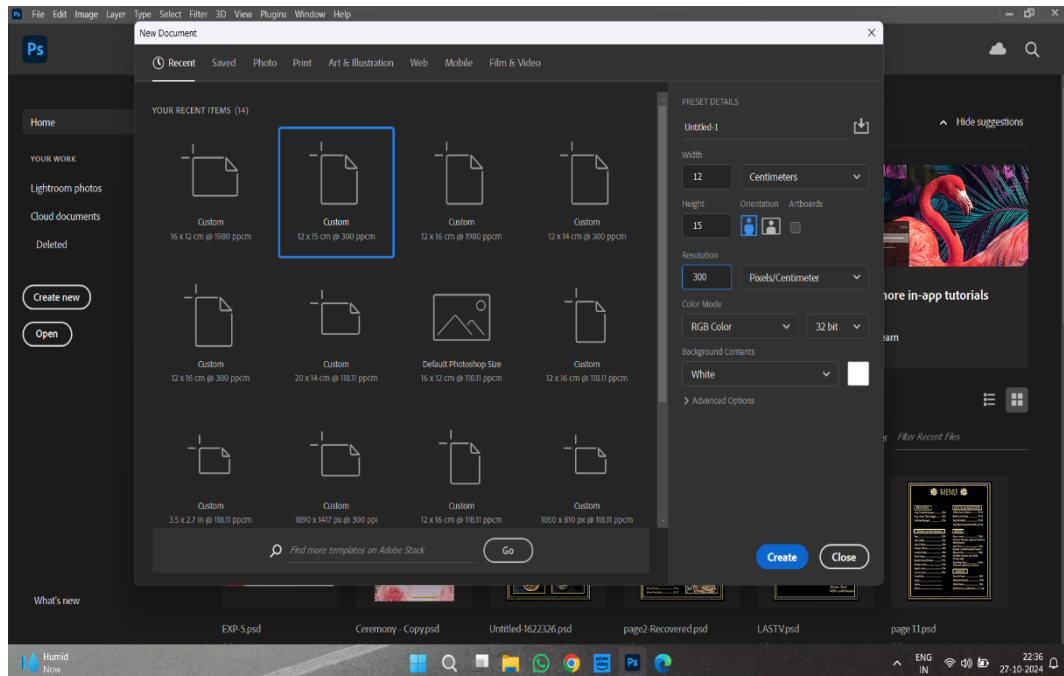 Ps File Edit Image Layer Type Select Filter 3D View Plugins Window Help
Ps
New Document
Recent Saved Photo Print Art & Illustration Web Mobile Film & Video
Home
YOUR WORK
Lightroom photos
Cloud documents
Deleted
Create new
Open
What's new
YOUR RECENT ITEMS (14)
Custom
16 x 12 cm @ 1980 ppcm
Custom
12 x 15 cm @ 300 ppcm
Custom
12 x 16 cm @ 1980 ppcm
Custom
12 x 14 cm @ 300 ppcm
Custom
12 x 16 cm @ 300 ppcm
Custom
20 x 14 cm @ 118.11 ppcm
Default Photoshop Size
16 x 12 cm @ 118.11 ppcm
Custom
12 x 16 cm @ 118.11 ppcm
Custom
3.5 x 2.7 in @ 118.11 ppcm
Custom
1890 x 1417 px @ 300 ppi
Custom
12 x 16 cm @ 118.11 ppcm
Custom
1050 x 810 px @ 118.11 ppcm
Find more templates on Adobe Stock
Go
PRESET DETAILS
Untitled-1
Width
12 Centimeters
Height Orientation Artboards
15
Resolution
300 Pixels/Centimeter
Color Mode
RGB Color 32 bit
Background Contents
White
Advanced Options
Create Close
Hide suggestions
more in-app tutorials
earn
Filter Recent Files
MENU
EXP-5.psd Ceremony - Copy.psd Untitled-1622326.psd page2-Recovered.psd LASTV.psd page 11.psd
Humid
Now
Ps
ENG
IN
22:36
27-10-2024